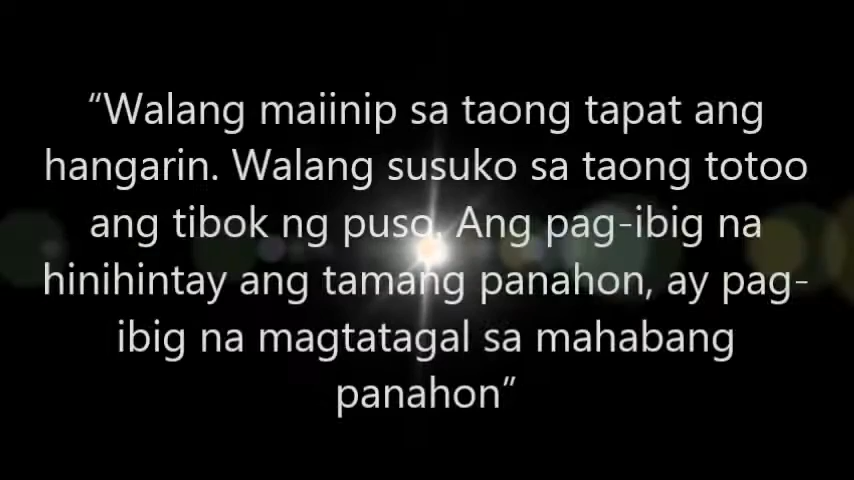 “Walang maiinip sa taong tapat ang
hangarin. Walang susuko sa taong totoo
ang tibok ng puso. Ang pag-ibig na
hinihintay ang tamang panahon, ay pag-
ibig na magtatagal sa mahabang
panahon”